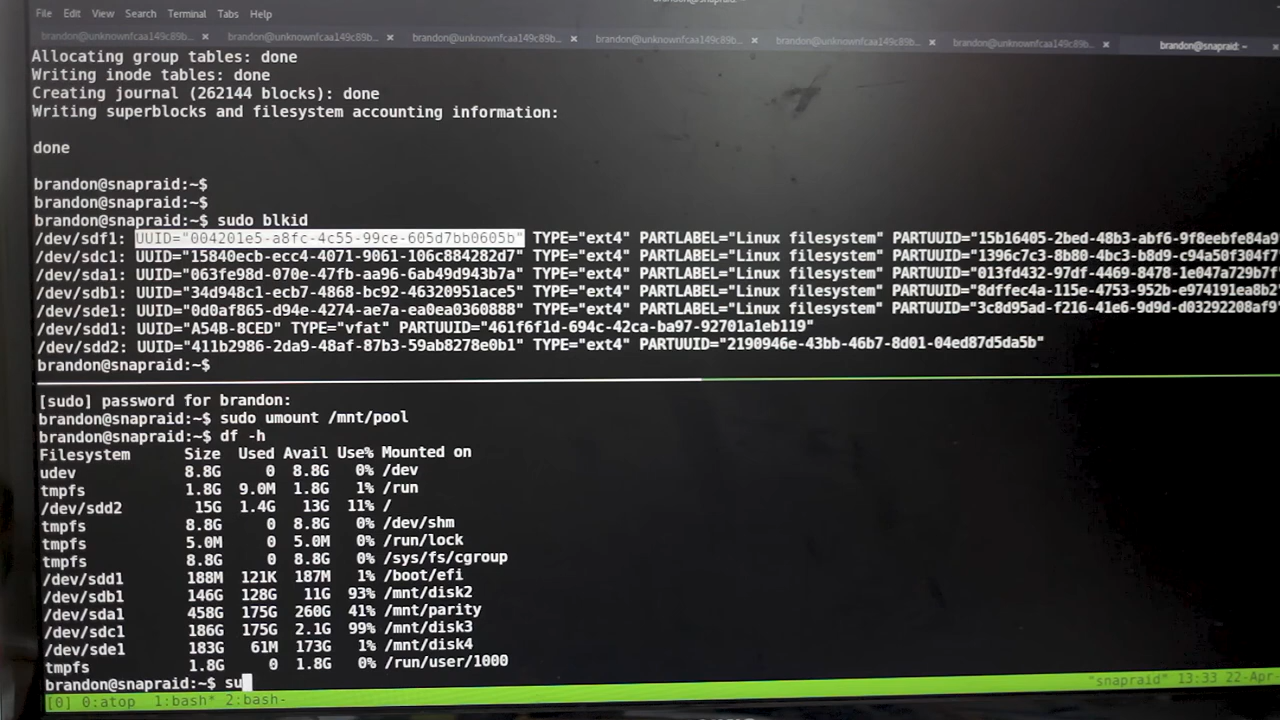 File Edit View Search Terminal Tabs Help
brandon@unknownfcaa149c89b... × brandon@unknownfcaa149c89b... × brandon@unknownfcaa149c89b... × brandon@unknownfcaa149c89b... × brandon@unknownfcaa149c89b... × brandon@unknownfcaa149c89b... × brandon@snapraid: ~ ×
Allocating group tables: done
Writing inode tables: done
Creating journal (262144 blocks): done
Writing superblocks and filesystem accounting information:
done
brandon@snapraid:~$
brandon@snapraid:~$
brandon@snapraid:~$ sudo blkid
/dev/sdf1: UUID="004201e5-a8fc-4c55-99ce-605d7bb0605b" TYPE="ext4" PARTLABEL="Linux filesystem" PARTUUID="15b16405-2bed-48b3-abf6-9f8eebfe84a9"
/dev/sdc1: UUID="15840ecb-ecc4-4071-9061-106c884282d7" TYPE="ext4" PARTLABEL="Linux filesystem" PARTUUID="1396c7c3-8b80-4bc3-b8d9-c94a50f304f7
/dev/sda1: UUID="063fe98d-070e-47fb-aa96-6ab49d943b7a" TYPE="ext4" PARTLABEL="Linux filesystem" PARTUUID="013fd432-97df-4469-8478-1e047a729b7f
/dev/sdb1: UUID="34d948c1-ecb7-4868-bc92-46320951ace5" TYPE="ext4" PARTLABEL="Linux filesystem" PARTUUID="8dffec4a-115e-4753-952b-e974191ea8b2"
/dev/sde1: UUID="0d0af865-d94e-4274-ae7a-ea0ea0360888" TYPE="ext4" PARTLABEL="Linux filesystem" PARTUUID="3c8d95ad-f216-41e6-9d9d-d03292208af9"
/dev/sdd1: UUID="A54B-8CED" TYPE="vfat" PARTUUID="461f6f1d-694c-42ca-ba97-92701a1eb119"
/dev/sdd2: UUID="411b2986-2da9-48af-87b3-59ab8278e0b1" TYPE="ext4" PARTUUID="2190946e-43bb-46b7-8d01-04ed87d5da5b"
brandon@snapraid:~$
[sudo] password for brandon:
brandon@snapraid:~$ sudo umount /mnt/pool
brandon@snapraid:~$ df -h
Filesystem Size Used Avail Use% Mounted on
udev 8.8G 0 8.8G 0% /dev
tmpfs 1.8G 9.0M 1.8G 1% /run
/dev/sdd2 15G 1.4G 13G 11% /
tmpfs 8.8G 0 8.8G 0% /dev/shm
tmpfs 5.0M 0 5.0M 0% /run/lock
tmpfs 8.8G 0 8.8G 0% /sys/fs/cgroup
/dev/sdd1 188M 121K 187M 1% /boot/efi
/dev/sdb1 146G 128G 11G 93% /mnt/disk2
/dev/sda1 458G 175G 260G 41% /mnt/parity
/dev/sdc1 186G 175G 2.1G 99% /mnt/disk3
/dev/sde1 183G 61M 173G 1% /mnt/disk4
tmpfs 1.8G 0 1.8G 0% /run/user/1000
brandon@snapraid:~$ su
[0] 0:atop 1:bash* 2:bash- "snapraid" 13:33 22-Apr-